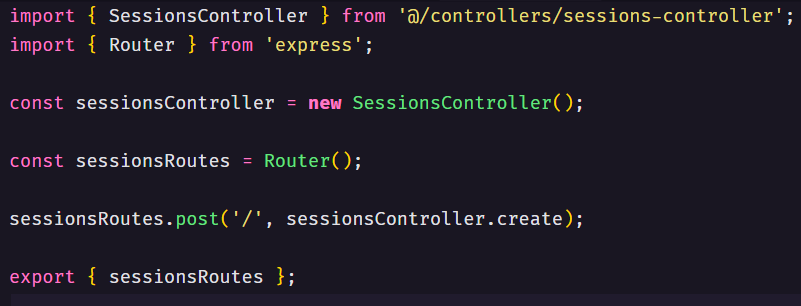 import { SessionsController } from '@/controllers/sessions-controller';
import { Router } from 'express';
const sessionsController = new SessionsController();
const sessionsRoutes = Router();
sessionsRoutes.post('/', sessionsController.create);
export { sessionsRoutes };